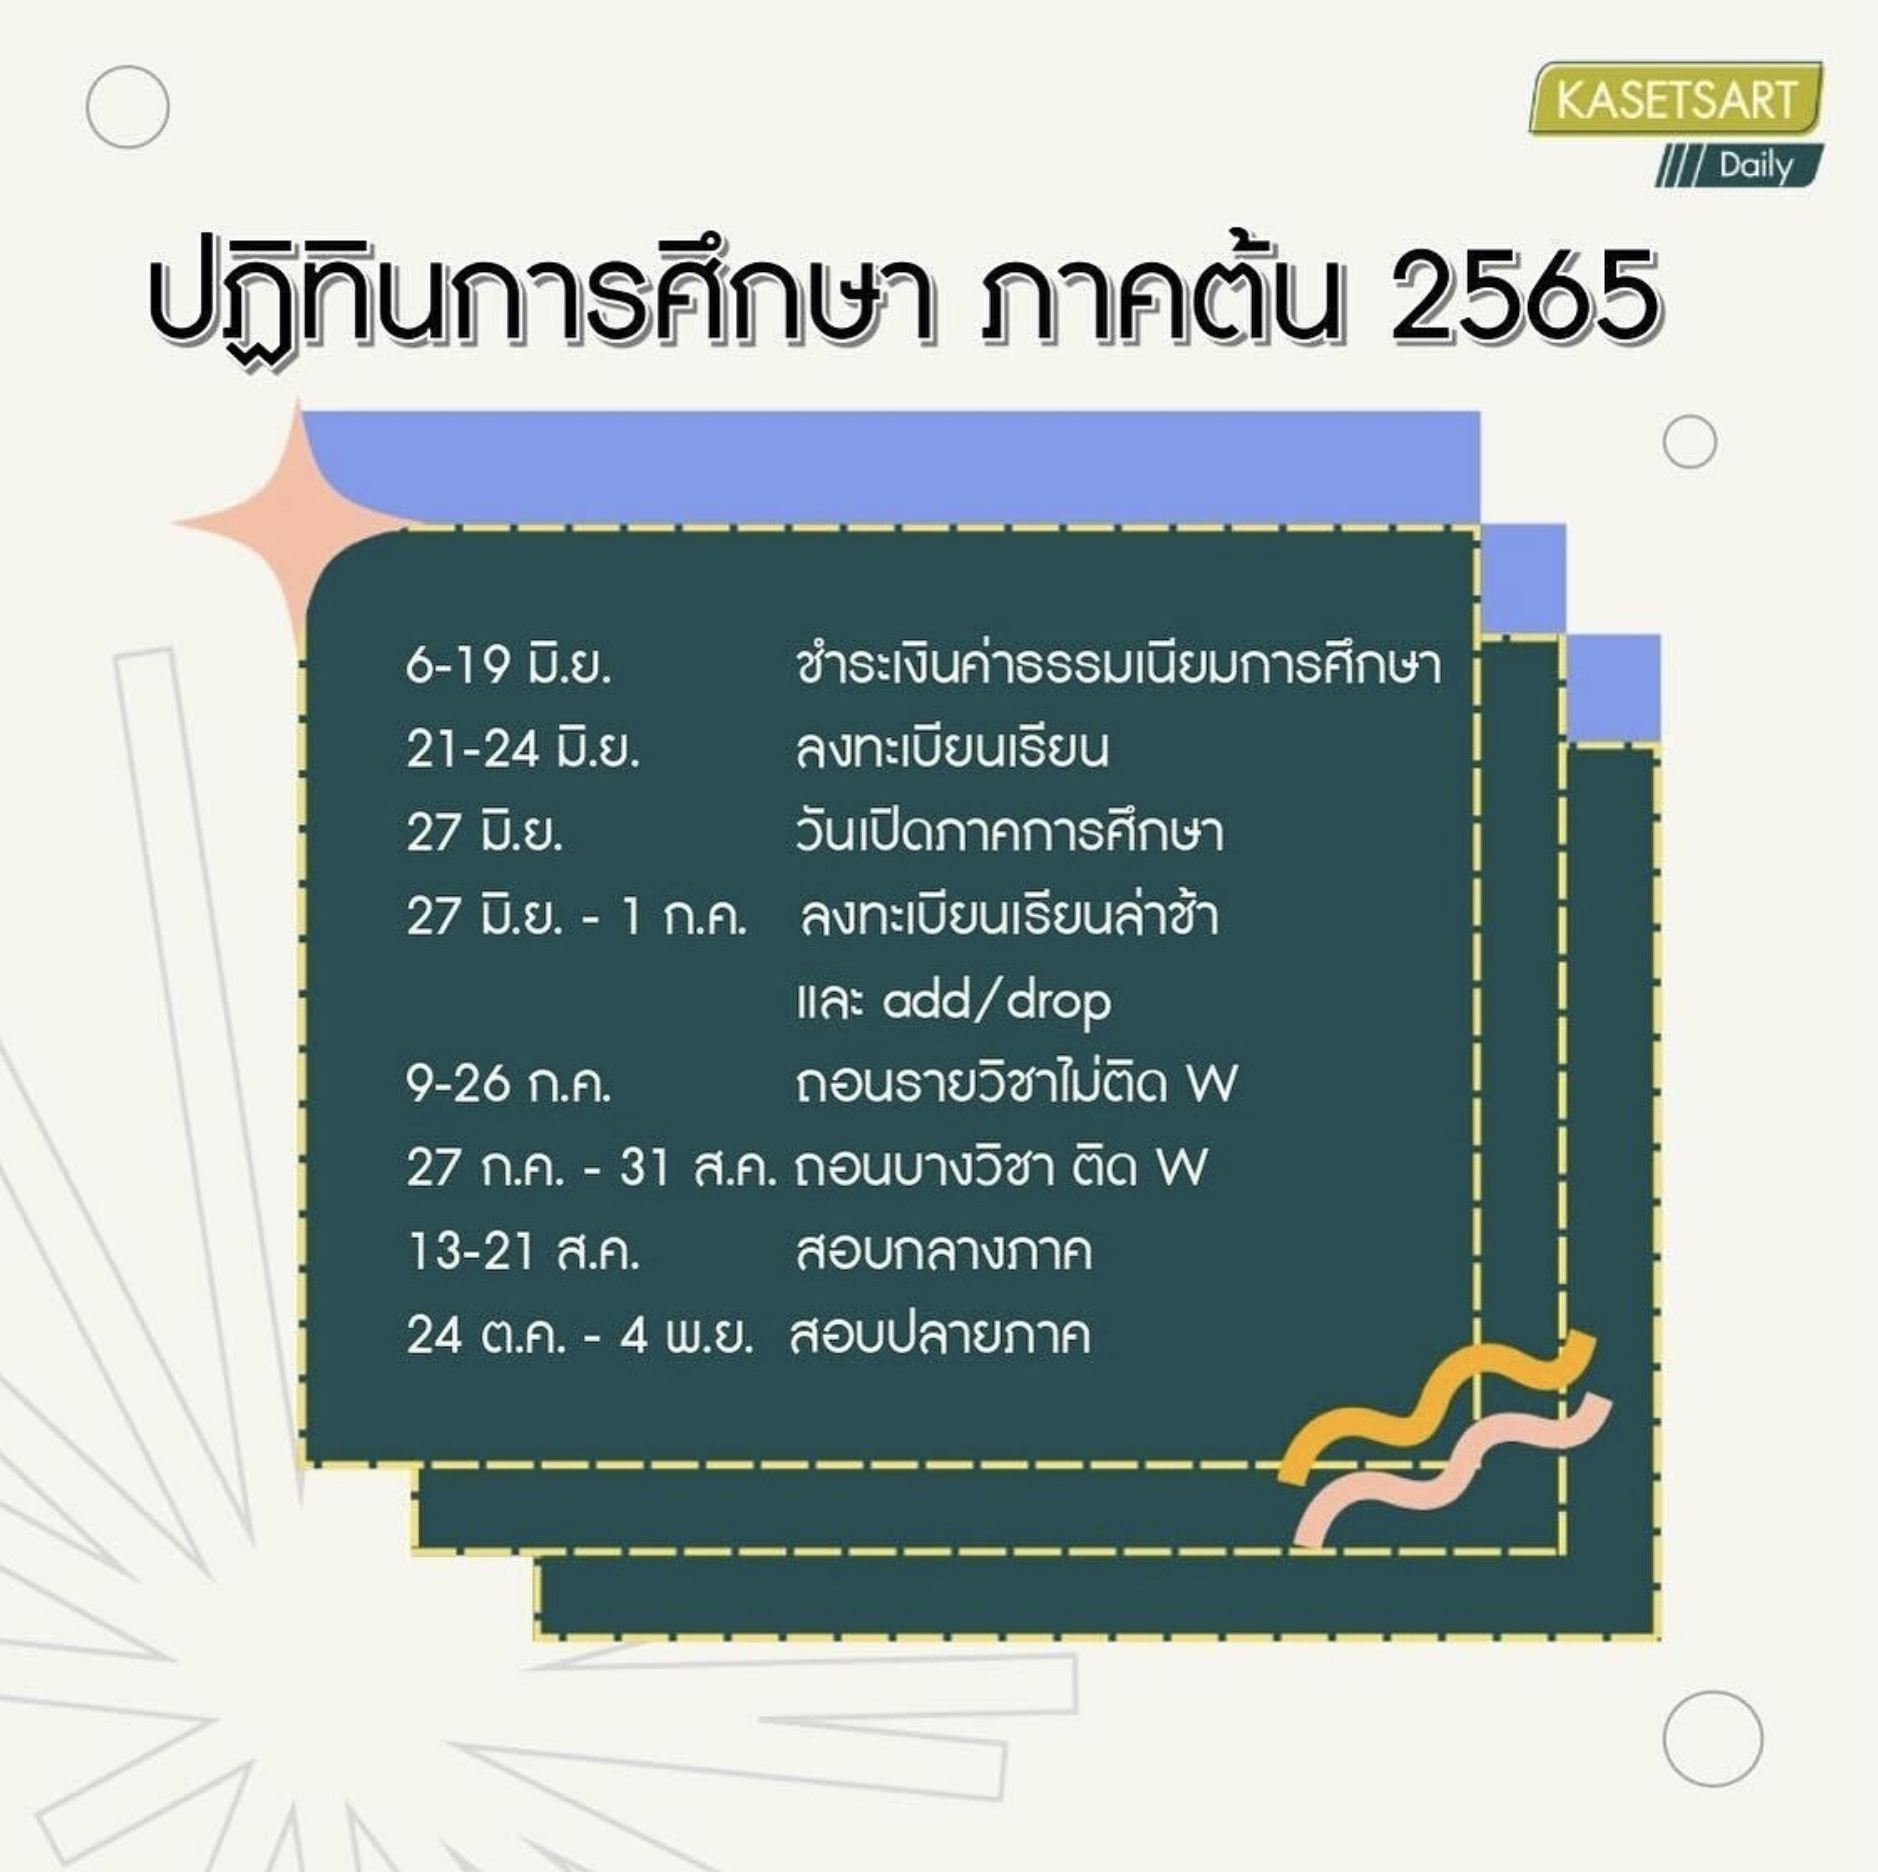 KASETSART
Daily
ปฏิทินการศึกษา ภาคต้น 2565
6-19 มิ.ย. ชำระเงินค่าธรรมเนียมการศึกษา
21-24 มิ.ย. ลงทะเบียนเรียน
27 มิ.ย. วันเปิดภาคการศึกษา
27 มิ.ย. - 1 ก.ค. ลงทะเบียนเรียนล่าช้า
และ add/drop
9-26 ก.ค. ถอนรายวิชาไม่ติด W
27 ก.ค. - 31 ส.ค. ถอนบางวิชา ติด W
13-21 ส.ค. สอบกลางภาค
24 ต.ค. - 4 พ.ย. สอบปลายภาค